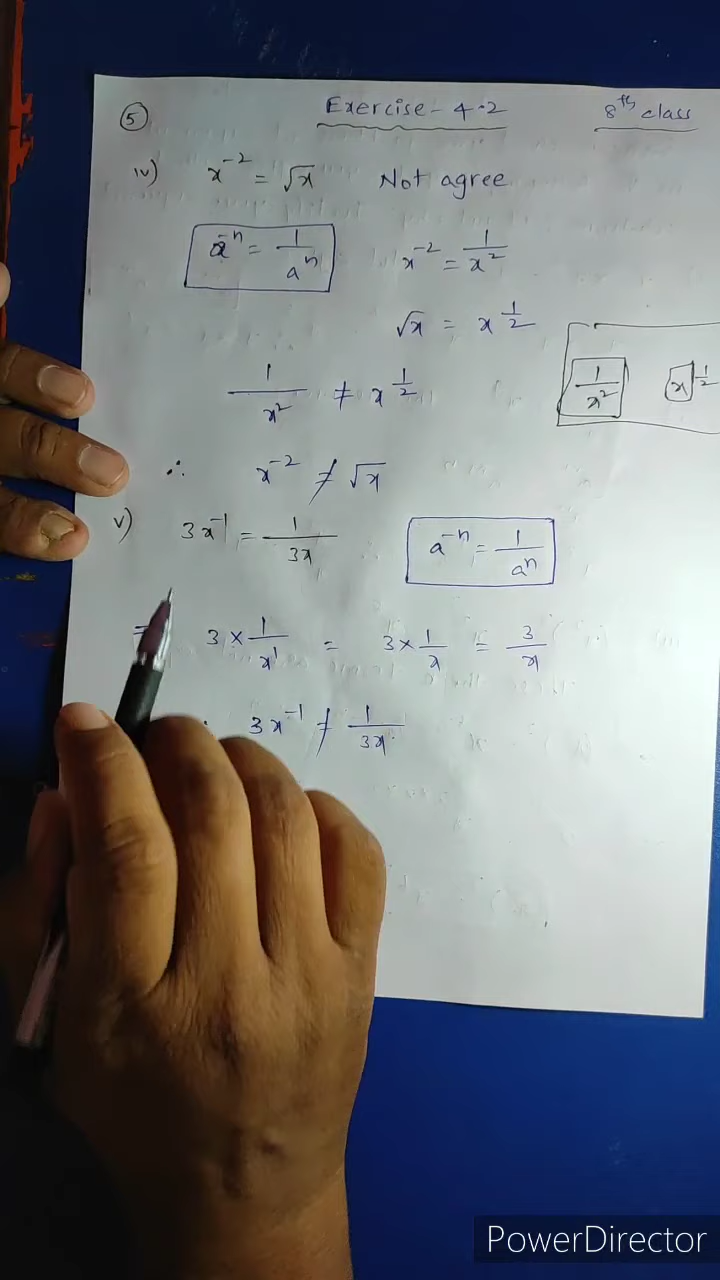 ⑤ Exercise - 4.2 8th class
iv) x⁻² = √x Not agree
a⁻ⁿ = 1/aⁿ x⁻² = 1/x²
√x = x^(1/2)
1/x² ≠ x^(1/2) 1/x² x^(1/2)
∴ x⁻² ≠ √x
v) 3x⁻¹ = 1/3x a⁻ⁿ = 1/aⁿ
3 × 1/x¹ = 3 × 1/x = 3/x
3x⁻¹ ≠ 1/3x
PowerDirector